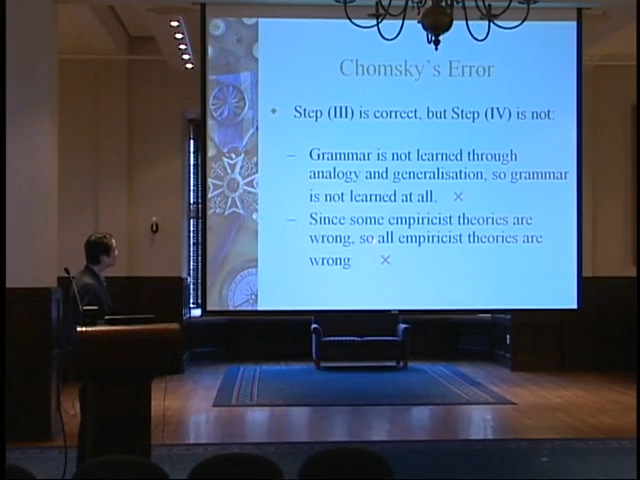 Chomsky's Error
Step (III) is correct, but Step (IV) is not:
– Grammar is not learned through
analogy and generalisation, so grammar
is not learned at all. ×
– Since some empiricist theories are
wrong, so all empiricist theories are
wrong ×